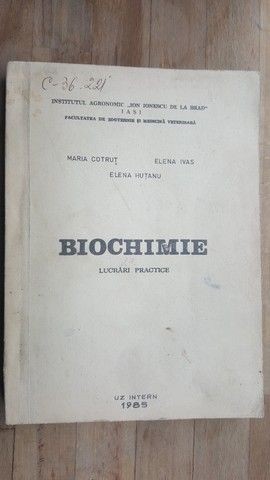 C-36.221
INSTITUTUL AGRONOMIC „ION IONESCU DE LA BRAD"
IAȘI
FACULTATEA DE ZOOTEHNIE ȘI MEDICINĂ VETERINARĂ
MARIA COTRUȚ ELENA IVAS
ELENA HUȚANU
BIOCHIMIE
LUCRĂRI PRACTICE
UZ INTERN
1985